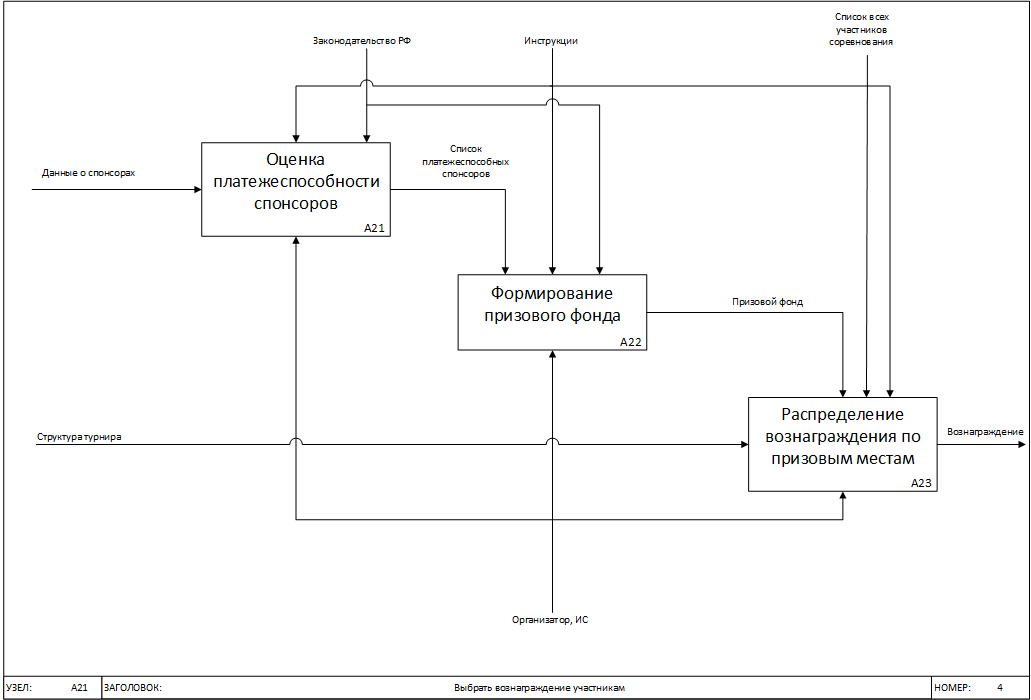 Список всех
участников
соревнования
Законодательство РФ
Инструкции
Данные о спонсорах
Оценка
платежеспособности
спонсоров
A21
Список
платежеспособных
спонсоров
Формирование
призового фонда
A22
Призовой фонд
Структура турнира
Распределение
вознаграждения по
призовым местам
A23
Вознаграждение
Организатор, ИС
УЗЕЛ: A21 ЗАГОЛОВОК: Выбрать вознаграждение участникам НОМЕР: 4